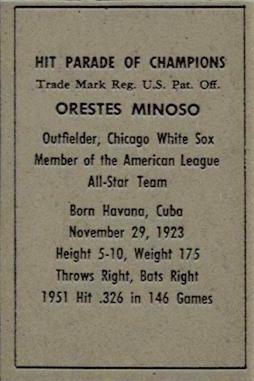 HIT PARADE OF CHAMPIONS
Trade Mark Reg. U.S. Pat. Off.
ORESTES MINOSO
Outfielder, Chicago White Sox
Member of the American League
All-Star Team
Born Havana, Cuba
November 29, 1923
Height 5-10, Weight 175
Throws Right, Bats Right
1951 Hit .326 in 146 Games